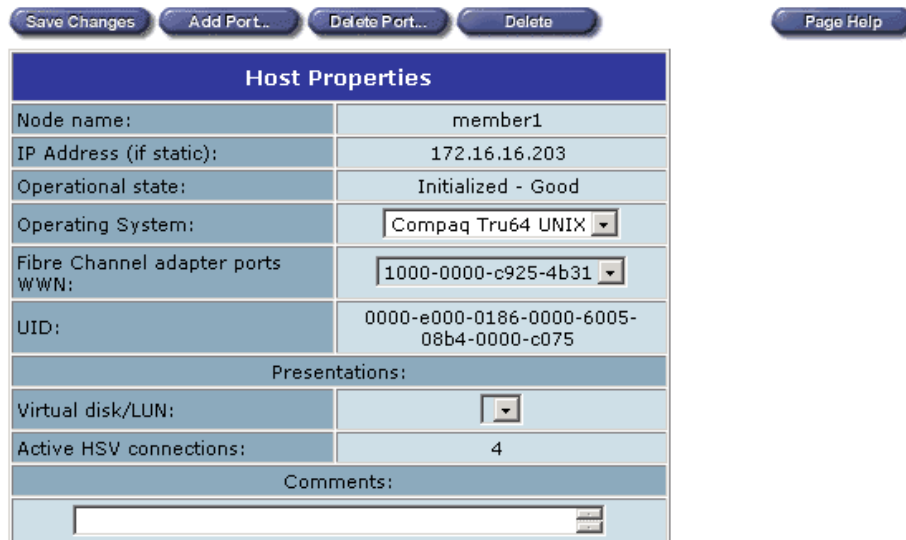 Save Changes Add Port... Delete Port... Delete Page Help
Host Properties
Node name: member1
IP Address (if static): 172.16.16.203
Operational state: Initialized - Good
Operating System: Compaq Tru64 UNIX
Fibre Channel adapter ports
WWN: 1000-0000-c925-4b31
UID: 0000-e000-0186-0000-6005-
08b4-0000-c075
Presentations:
Virtual disk/LUN:
Active HSV connections: 4
Comments: